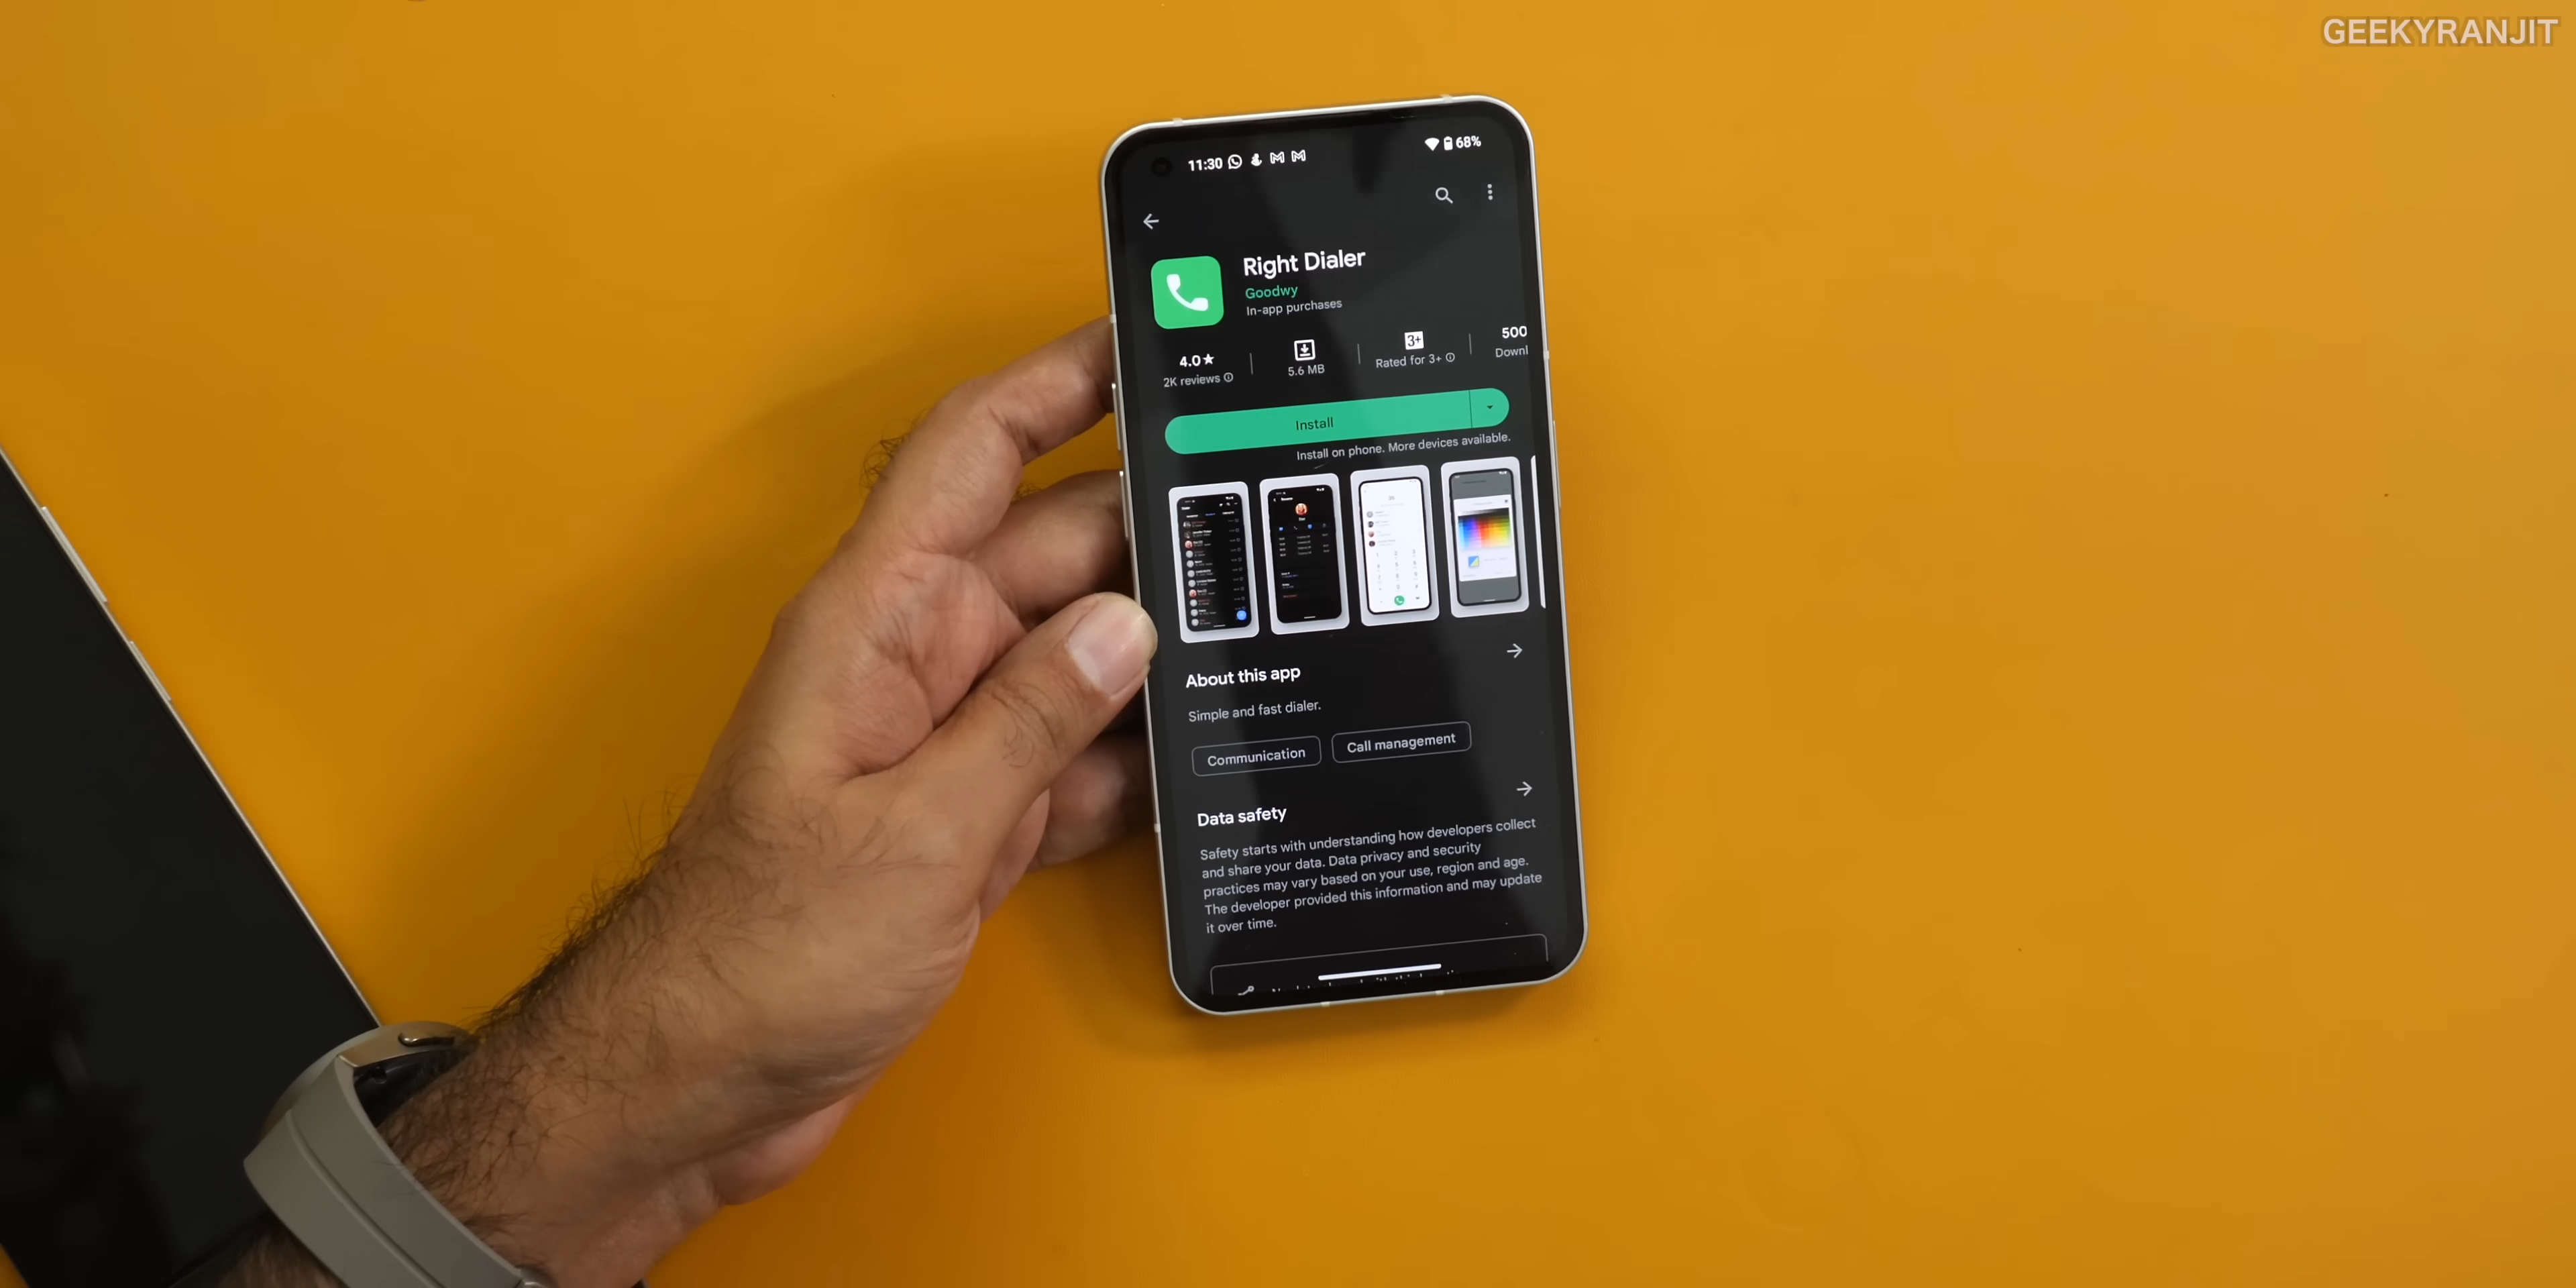 GEEKYRANJIT
11:30
68%
Right Dialer
Goodwy
In-app purchases
4.0★
2K reviews
5.6 MB
3+
Rated for 3+
500
Downl
Install
Install on phone. More devices available.
About this app
Simple and fast dialer.
Communication
Call management
Data safety
Safety starts with understanding how developers collect
and share your data. Data privacy and security
practices may vary based on your use, region and age.
The developer provided this information and may update
it over time.